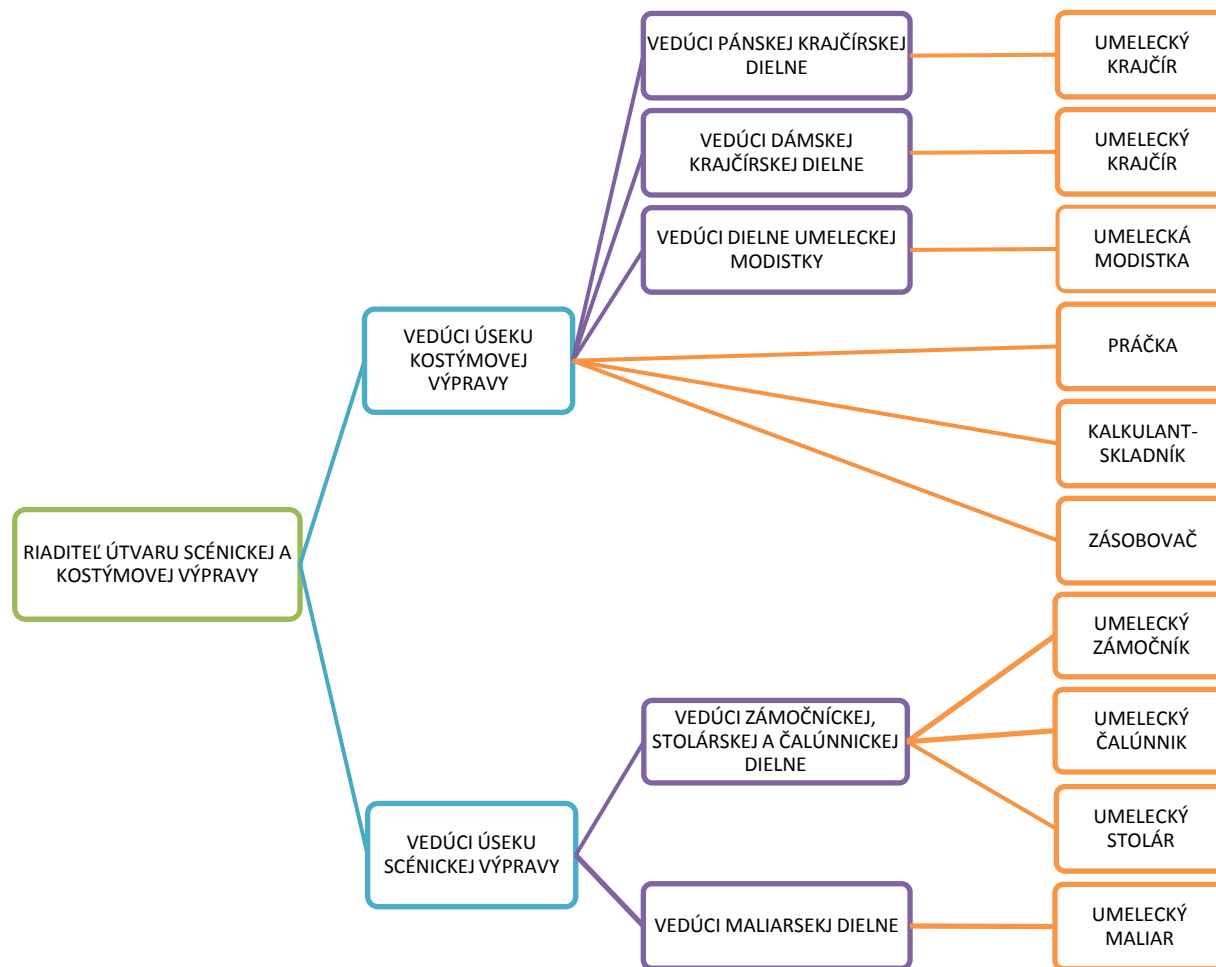 VEDÚCI PÁNSKEJ KRAJČÍRSKEJ
DIELNE
UMELECKÝ
KRAJČÍR
VEDÚCI DÁMSKEJ
KRAJČÍRSKEJ DIELNE
UMELECKÝ
KRAJČÍR
VEDÚCI DIELNE UMELECKEJ
MODISTKY
UMELECKÁ
MODISTKA
VEDÚCI ÚSEKU
KOSTÝMOVEJ
VÝPRAVY
PRÁČKA
KALKULANT-
SKLADNÍK
ZÁSOBOVAČ
RIADITEĽ ÚTVARU SCÉNICKEJ A
KOSTÝMOVEJ VÝPRAVY
UMELECKÝ
ZÁMOČNÍK
VEDÚCI ZÁMOČNÍCKEJ,
STOLÁRSKEJ A ČALÚNNICKEJ
DIELNE
UMELECKÝ
ČALÚNNIK
UMELECKÝ
STOLÁR
VEDÚCI ÚSEKU
SCÉNICKEJ VÝPRAVY
VEDÚCI MALIARSEKJ DIELNE
UMELECKÝ
MALIAR